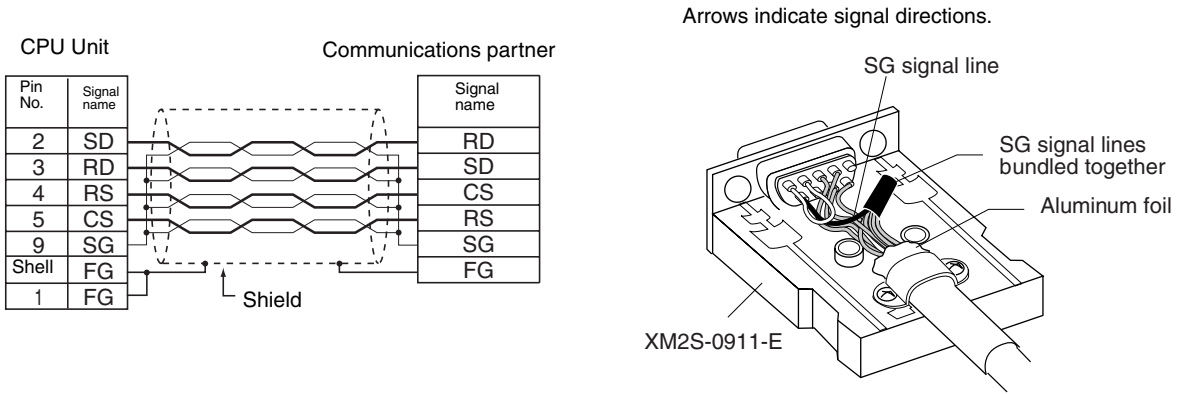 Arrows indicate signal directions.
CPU Unit
Communications partner
Pin
No.
Signal
name
2 SD
3 RD
4 RS
5 CS
9 SG
Shell FG
1 FG
Signal
name
RD
SD
CS
RS
SG
FG
Shield
SG signal line
SG signal lines
bundled together
Aluminum foil
XM2S-0911-E